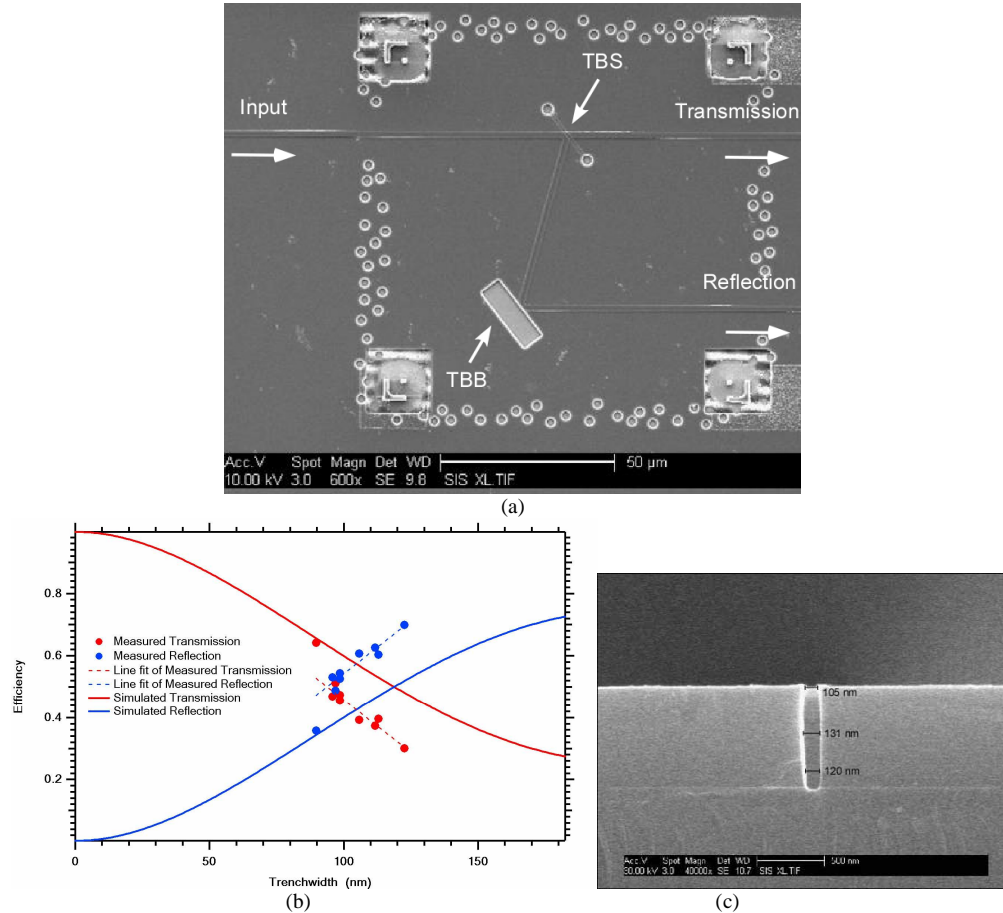 TBS
Input
Transmission
Reflection
TBB
Acc.V Spot Magn Det WD 50 µm
10.00 kV 3.0 600x SE 9.8 SIS XL.TIF
(a)
0.8
0.6
0.4
0.2
Efficiency
Measured Transmission
Measured Reflection
Line fit of Measured Transmission
Line fit of Measured Reflection
Simulated Transmission
Simulated Reflection
0 50 100 150
Trenchwidth (nm)
(b)
105 nm
131 nm
120 nm
Acc.V Spot Magn Det WD 500 nm
30.00 kV 3.0 40000x SE 10.7 SIS XL.TIF
(c)